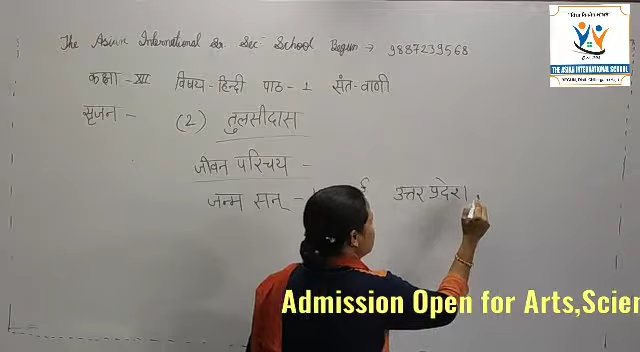 The Asian International Sr. Sec School Begun → 9887239568
THE ASIAN INTERNATIONAL SCHOOL
कक्षा - XII विषय - हिन्दी पाठ - 1 संत-वाणी
सृजन - (2) तुलसीदास
जीवन परिचय -
जन्म सन् - उत्तर प्रदेश
Admission Open for Arts,Scien